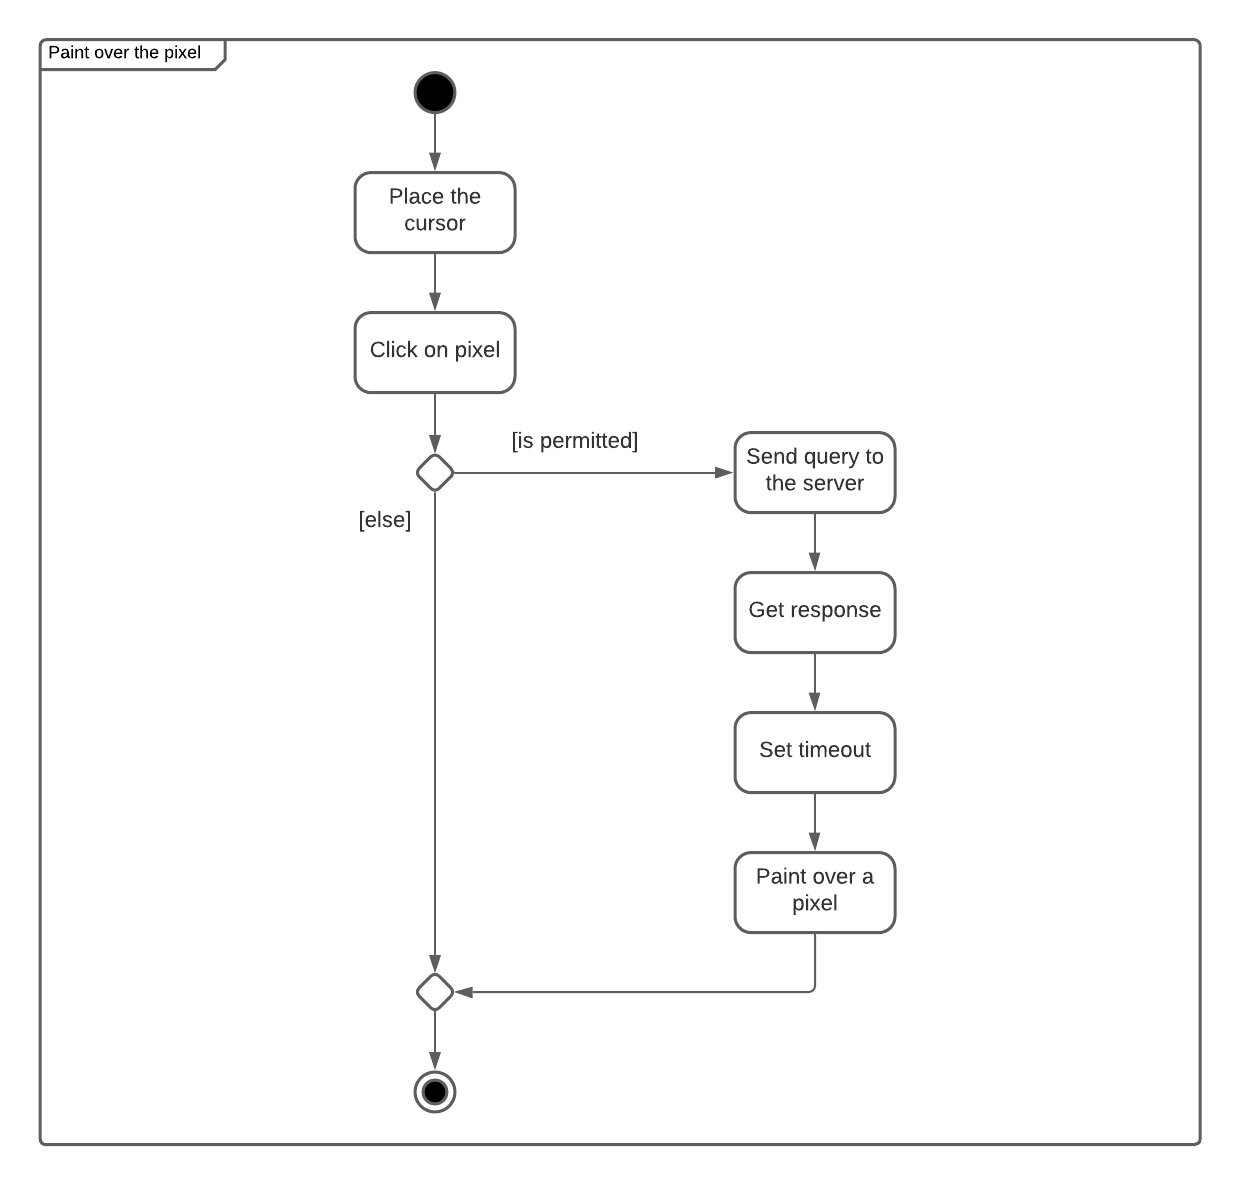 Paint over the pixel
Place the
cursor
Click on pixel
[is permitted]
Send query to
the server
[else]
Get response
Set timeout
Paint over a
pixel